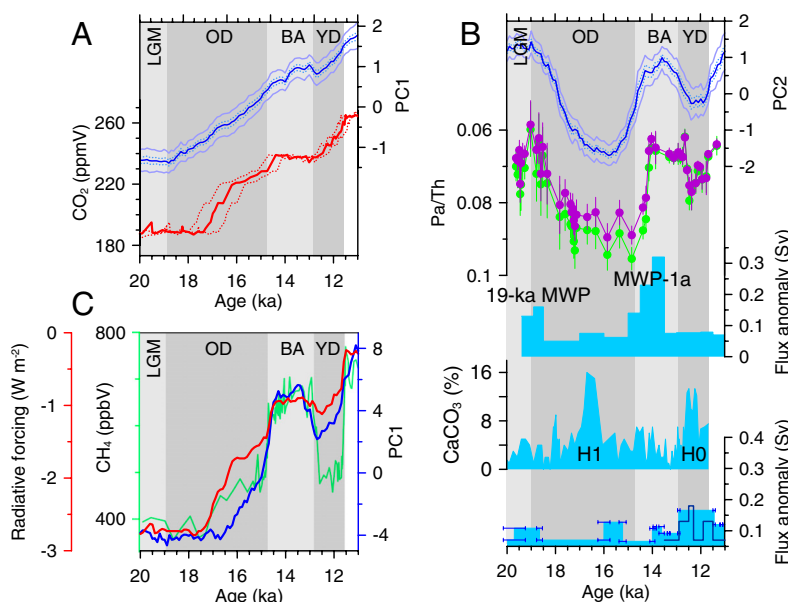 A
LGM
OD
BA
YD
2
1
0
-1
PC1
260
220
190
CO2 (ppmV)
20 18 16 14 12
Age (ka)
B
LGM
OD
BA
YD
2
1
0
-1
-2
PC2
0.06
0.08
0.1
Pa/Th
19-ka MWP
MWP-1a
0.3
0.2
0.1
0
Flux anomaly (Sv)
16
8
0
CaCO3 (%)
H1
H0
0.4
0.3
0.2
0.1
Flux anomaly (Sv)
20 18 16 14 12
Age (ka)
C
LGM
OD
BA
YD
0
-1
-2
-3
Radiative forcing (W m-2)
800
400
CH4 (ppbV)
8
4
0
-4
PC1
20 18 16 14 12
Age (ka)